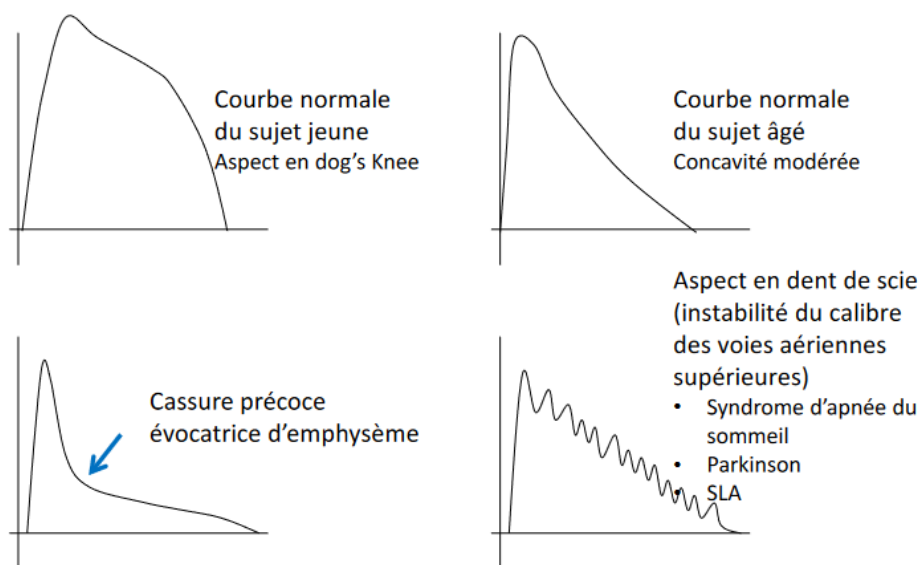 Courbe normale
du sujet jeune
Aspect en dog's Knee
Courbe normale
du sujet âgé
Concavité modérée
Cassure précoce
évocatrice d'emphysème
Aspect en dent de scie
(instabilité du calibre
des voies aériennes
supérieures)
• Syndrome d'apnée du
sommeil
• Parkinson
• SLA